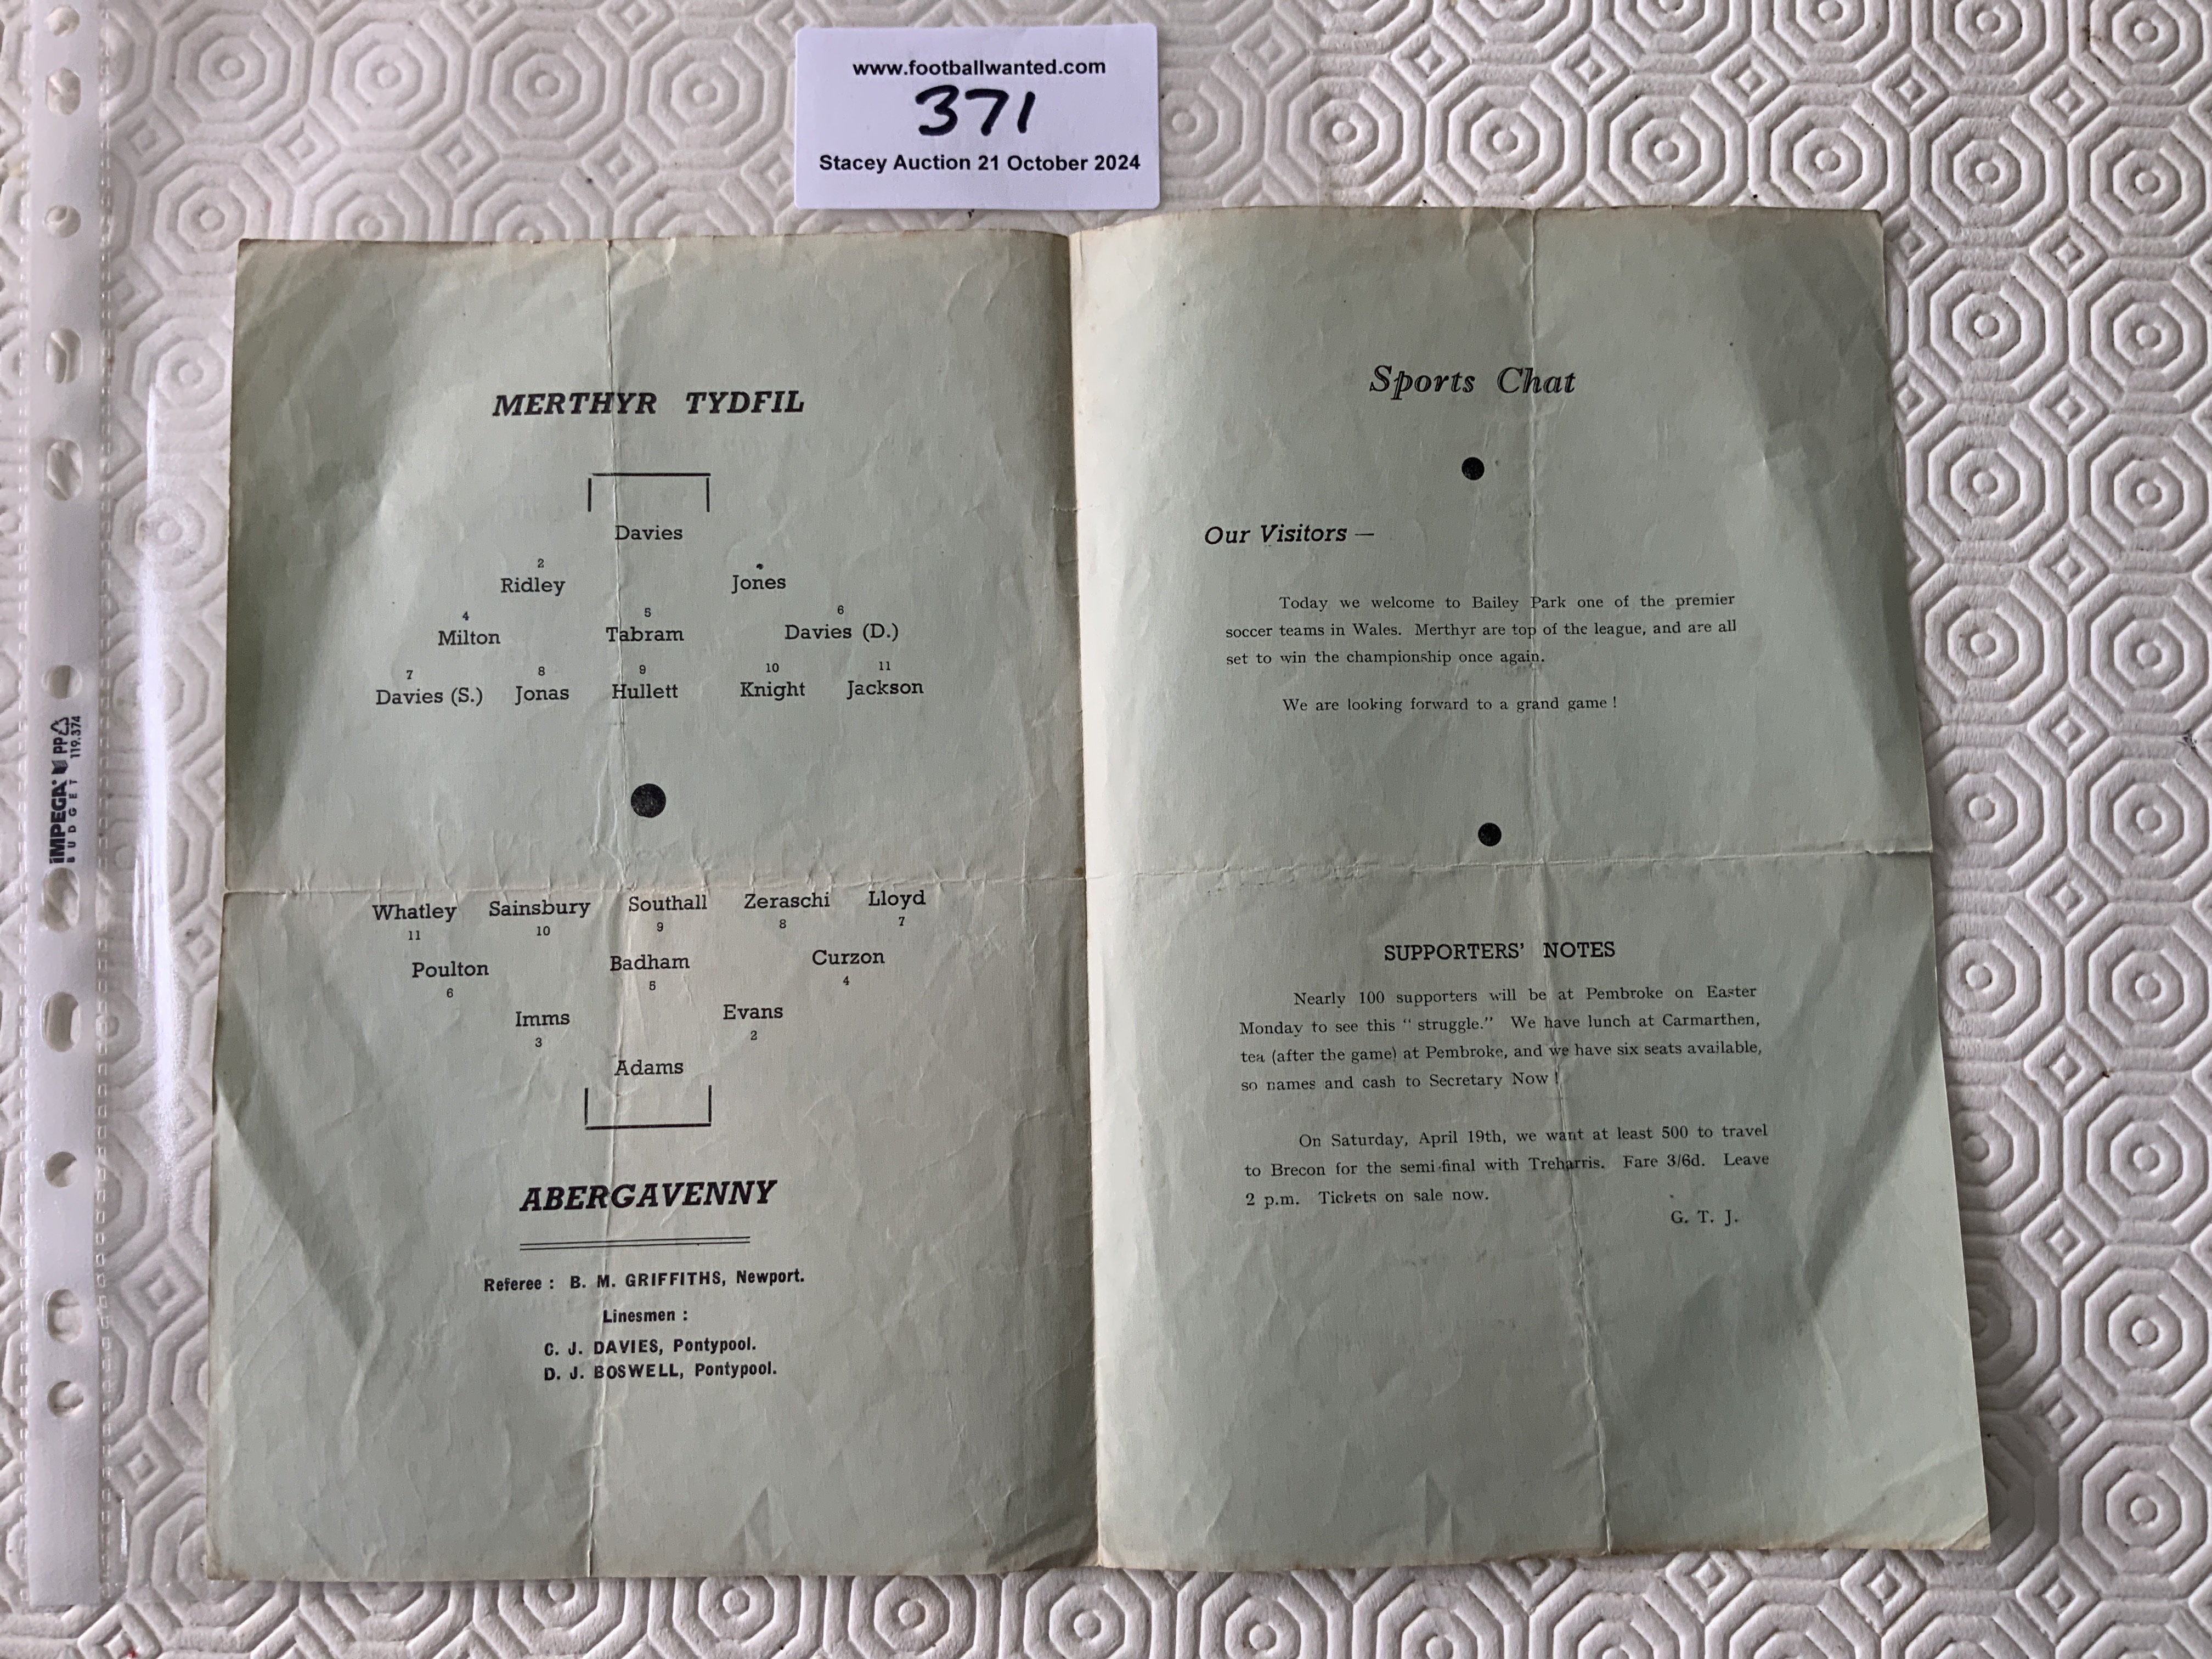 www.footballwanted.com
371
Stacey Auction 21 October 2024
MERTHYR TYDFIL
Davies
2
Ridley Jones
4 5 6
Milton Tabram Davies (D.)
7 8 9 10 11
Davies (S.) Jonas Hullett Knight Jackson
Whatley Sainsbury Southall Zeraschi Lloyd
11 10 9 8 7
Poulton Badham Curzon
6 5 4
Imms Evans
3 2
Adams
ABERGAVENNY
Referee : B. M. GRIFFITHS, Newport.
Linesmen :
C. J. DAVIES, Pontypool.
D. J. BOSWELL, Pontypool.
Sports Chat
Our Visitors —
Today we welcome to Bailey Park one of the premier
soccer teams in Wales. Merthyr are top of the league, and are all
set to win the championship once again.
We are looking forward to a grand game !
SUPPORTERS' NOTES
Nearly 100 supporters will be at Pembroke on Easter
Monday to see this " struggle." We have lunch at Carmarthen,
tea (after the game) at Pembroke, and we have six seats available,
so names and cash to Secretary Now !
On Saturday, April 19th, we want at least 500 to travel
to Brecon for the semi-final with Treharris. Fare 3/6d. Leave
2 p.m. Tickets on sale now.
G. T. J.
IMPEGA PP
BUDGET 119.374